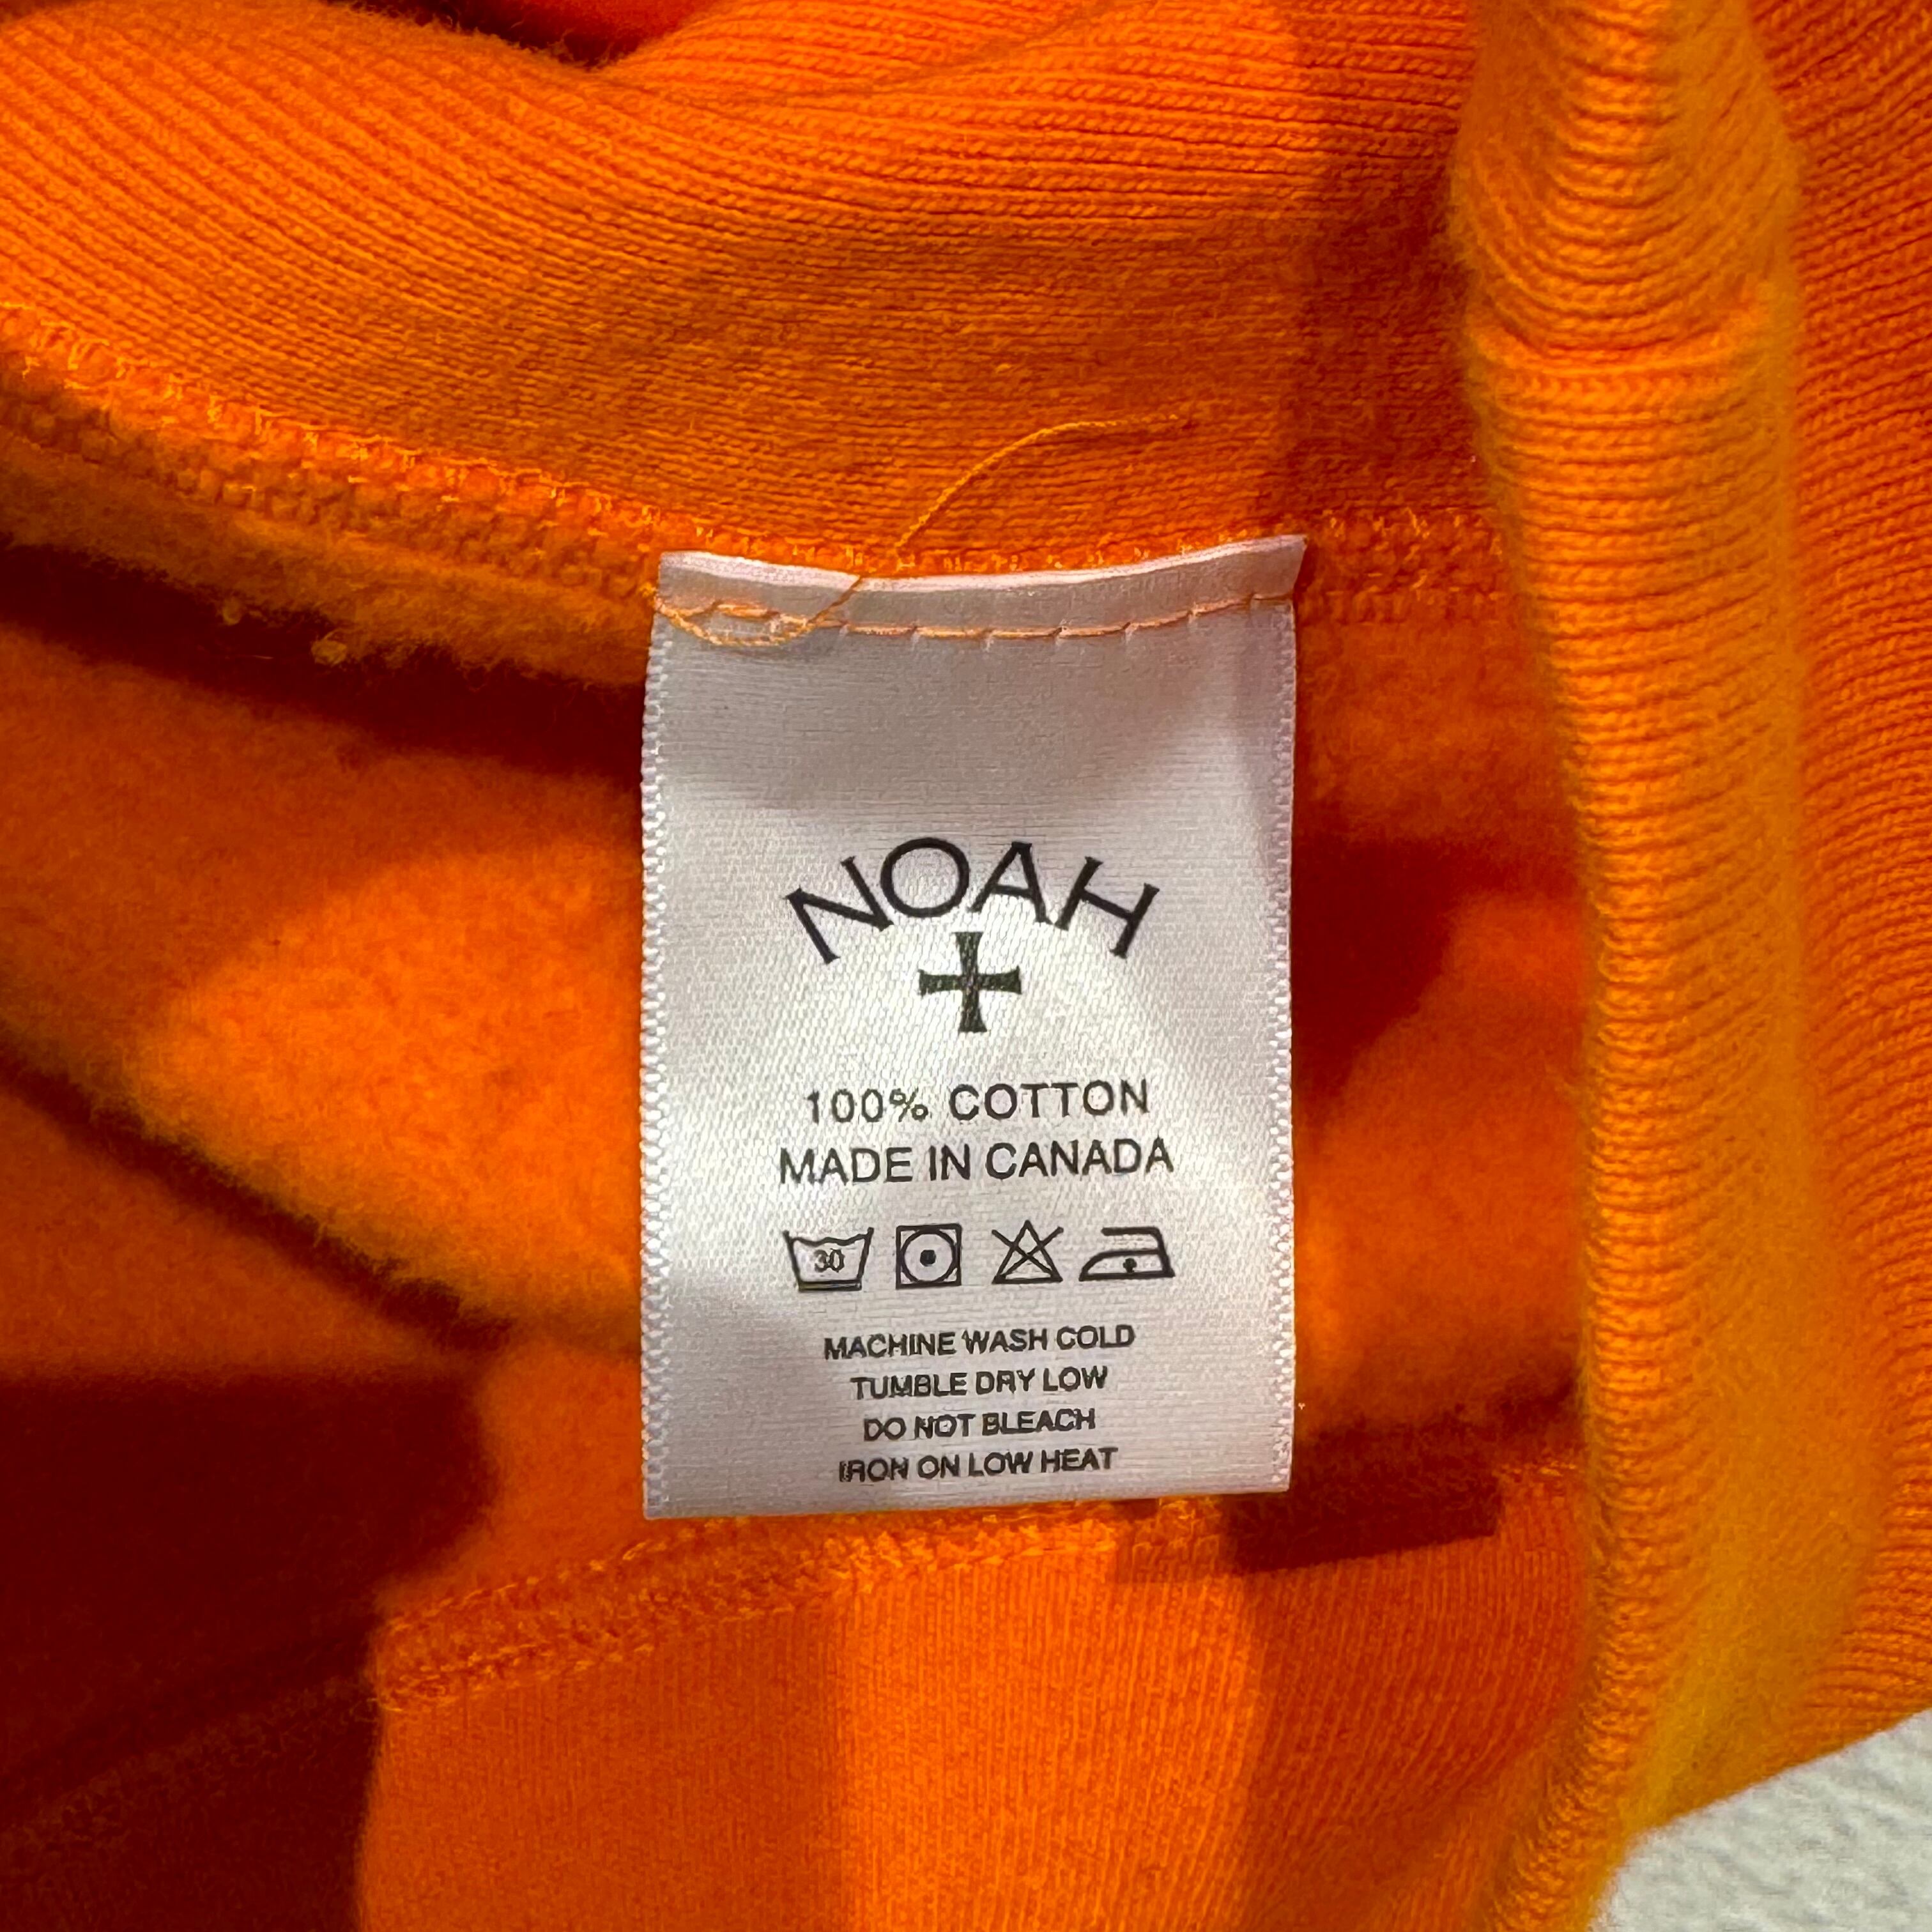 NOAH
100% COTTON
MADE IN CANADA
30
MACHINE WASH COLD
TUMBLE DRY LOW
DO NOT BLEACH
IRON ON LOW HEAT